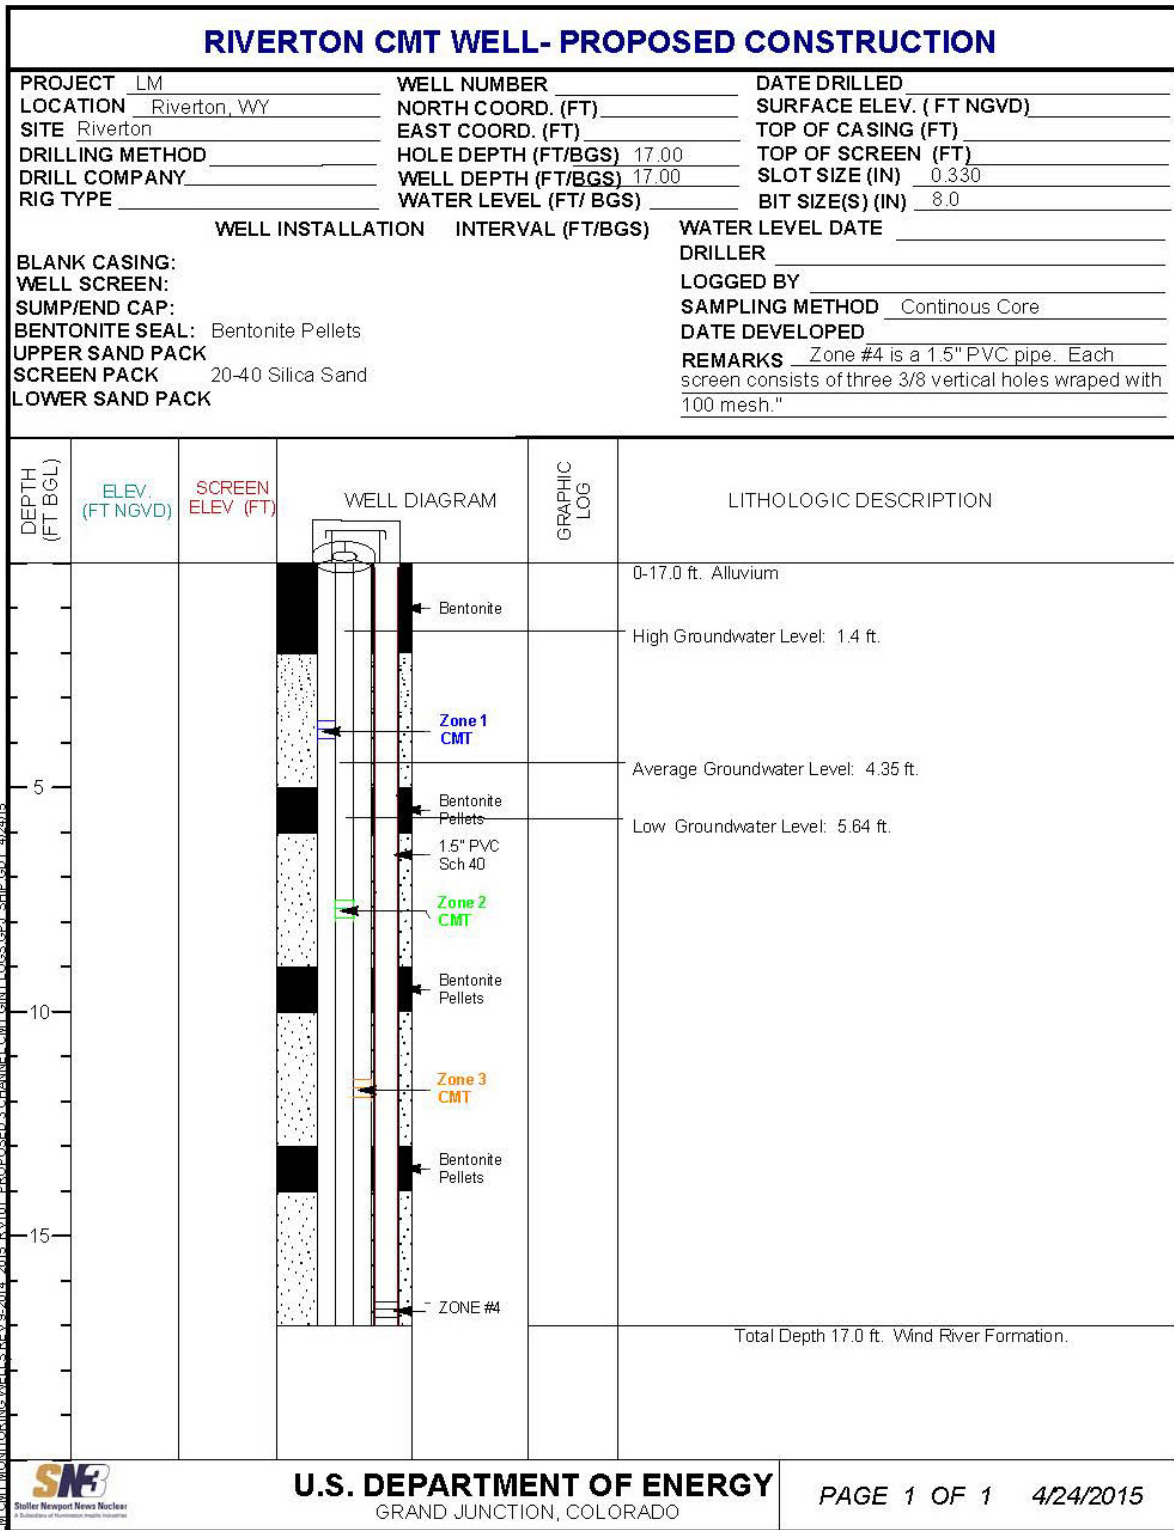 RIVERTON CMT WELL- PROPOSED CONSTRUCTION
PROJECT LM
LOCATION Riverton, WY
SITE Riverton
DRILLING METHOD
DRILL COMPANY
RIG TYPE
WELL NUMBER
NORTH COORD. (FT)
EAST COORD. (FT)
HOLE DEPTH (FT/BGS) 17.00
WELL DEPTH (FT/BGS) 17.00
WATER LEVEL (FT/ BGS)
DATE DRILLED
SURFACE ELEV. ( FT NGVD)
TOP OF CASING (FT)
TOP OF SCREEN (FT)
SLOT SIZE (IN) 0.330
BIT SIZE(S) (IN) 8.0
WELL INSTALLATION INTERVAL (FT/BGS)
BLANK CASING:
WELL SCREEN:
SUMP/END CAP:
BENTONITE SEAL: Bentonite Pellets
UPPER SAND PACK
SCREEN PACK 20-40 Silica Sand
LOWER SAND PACK
WATER LEVEL DATE
DRILLER
LOGGED BY
SAMPLING METHOD Continous Core
DATE DEVELOPED
REMARKS Zone #4 is a 1.5" PVC pipe. Each
screen consists of three 3/8 vertical holes wraped with
100 mesh."
DEPTH
(FT BGL)
ELEV.
(FT NGVD)
SCREEN
ELEV (FT)
WELL DIAGRAM
GRAPHIC
LOG
LITHOLOGIC DESCRIPTION
0-17.0 ft. Alluvium
Bentonite
High Groundwater Level: 1.4 ft.
Zone 1
CMT
Average Groundwater Level: 4.35 ft.
5
Bentonite
Pellets
Low Groundwater Level: 5.64 ft.
1.5" PVC
Sch 40
Zone 2
CMT
Bentonite
Pellets
10
Zone 3
CMT
Bentonite
Pellets
15
ZONE #4
Total Depth 17.0 ft. Wind River Formation.
SN3
Stoller Newport News Nuclear
A Subsidiary of Huntington Ingalls Industries
U.S. DEPARTMENT OF ENERGY
GRAND JUNCTION, COLORADO
PAGE 1 OF 1 4/24/2015